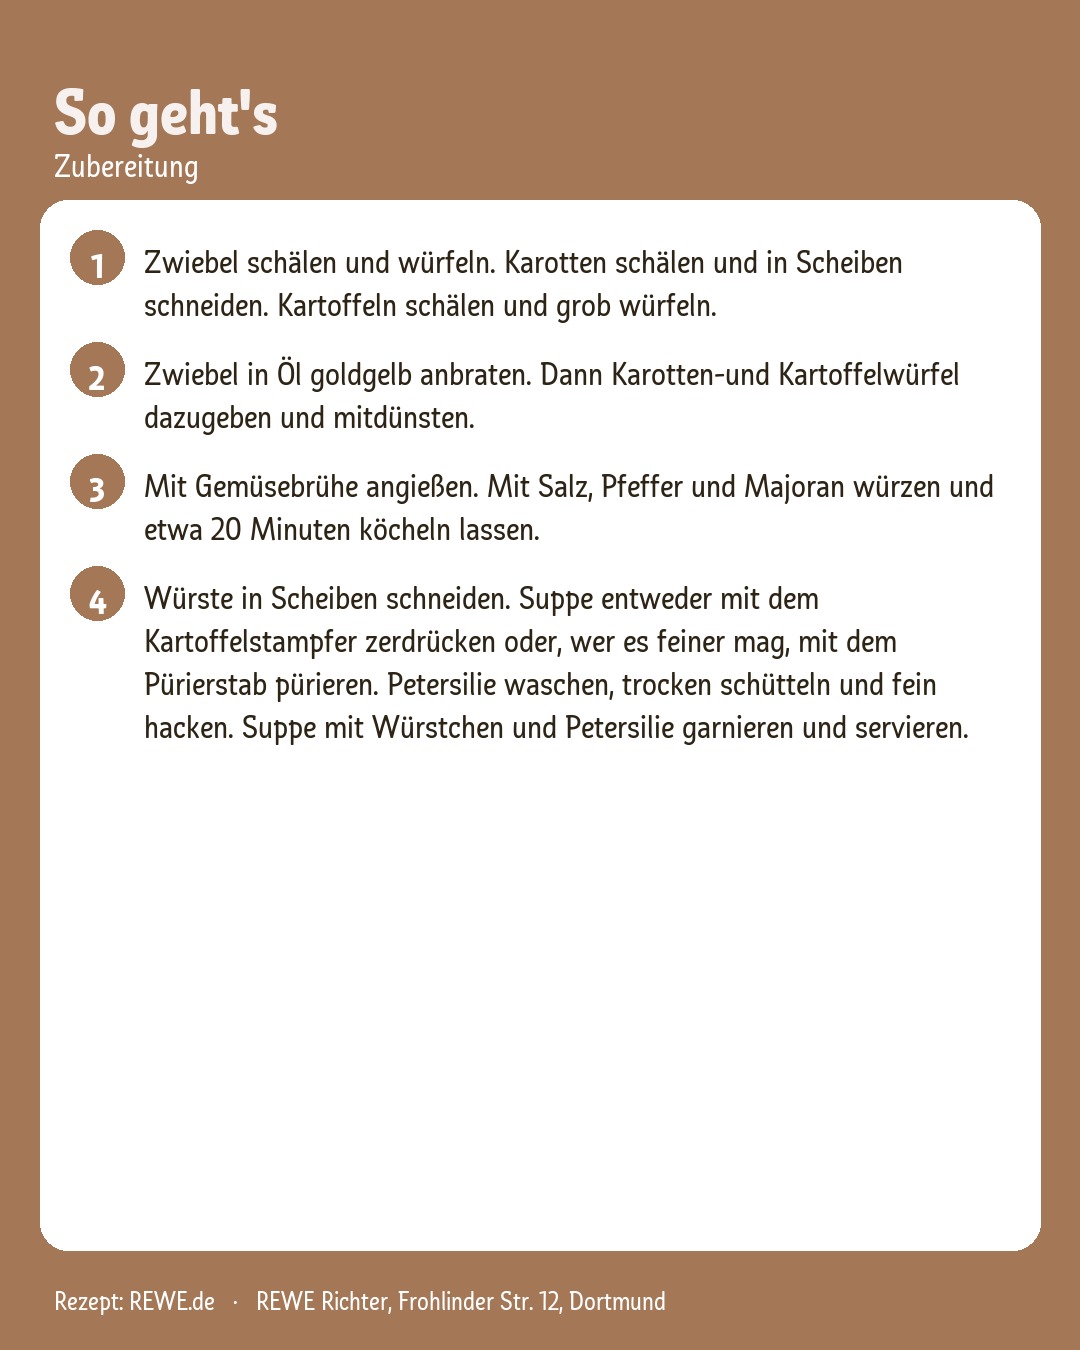 So geht's
Zubereitung
1 Zwiebel schälen und würfeln. Karotten schälen und in Scheiben
schneiden. Kartoffeln schälen und grob würfeln.
2 Zwiebel in Öl goldgelb anbraten. Dann Karotten-und Kartoffelwürfel
dazugeben und mitdünsten.
3 Mit Gemüsebrühe angießen. Mit Salz, Pfeffer und Majoran würzen und
etwa 20 Minuten köcheln lassen.
4 Würste in Scheiben schneiden. Suppe entweder mit dem
Kartoffelstampfer zerdrücken oder, wer es feiner mag, mit dem
Pürierstab pürieren. Petersilie waschen, trocken schütteln und fein
hacken. Suppe mit Würstchen und Petersilie garnieren und servieren.
Rezept: REWE.de · REWE Richter, Frohlinder Str. 12, Dortmund